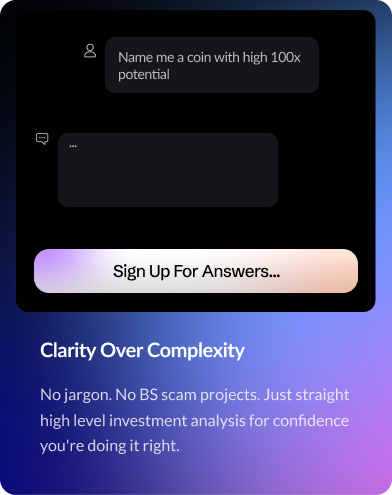 Name me a coin with high 100x
potential
...
Sign Up For Answers...
Clarity Over Complexity
No jargon. No BS scam projects. Just straight
high level investment analysis for confidence
you're doing it right.